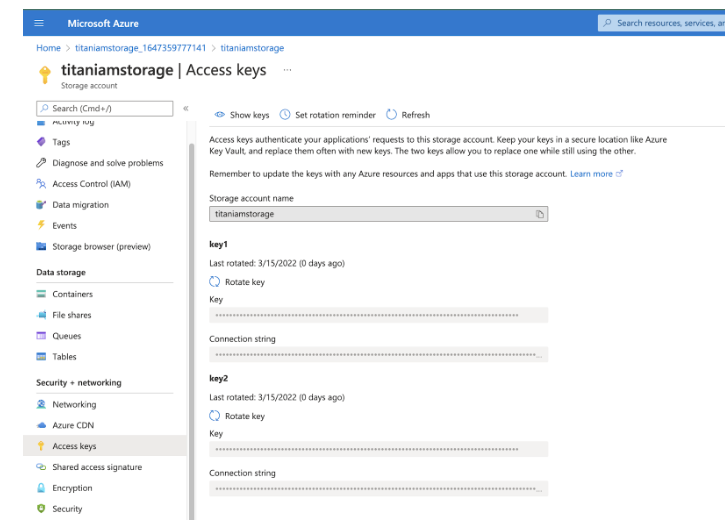 Microsoft Azure
Search resources, services, an
Home > titaniamstorage_1647359777141 > titaniamstorage
titaniamstorage | Access keys ...
Storage account
Search (Cmd+/)
«
Show keys
Set rotation reminder
Refresh
Activity log
Tags
Diagnose and solve problems
Access Control (IAM)
Data migration
Events
Storage browser (preview)
Data storage
Containers
File shares
Queues
Tables
Security + networking
Networking
Azure CDN
Access keys
Shared access signature
Encryption
Security
Access keys authenticate your applications' requests to this storage account. Keep your keys in a secure location like Azure
Key Vault, and replace them often with new keys. The two keys allow you to replace one while still using the other.
Remember to update the keys with any Azure resources and apps that use this storage account. Learn more
Storage account name
titaniamstorage
key1
Last rotated: 3/15/2022 (0 days ago)
Rotate key
Key
Connection string
key2
Last rotated: 3/15/2022 (0 days ago)
Rotate key
Key
Connection string